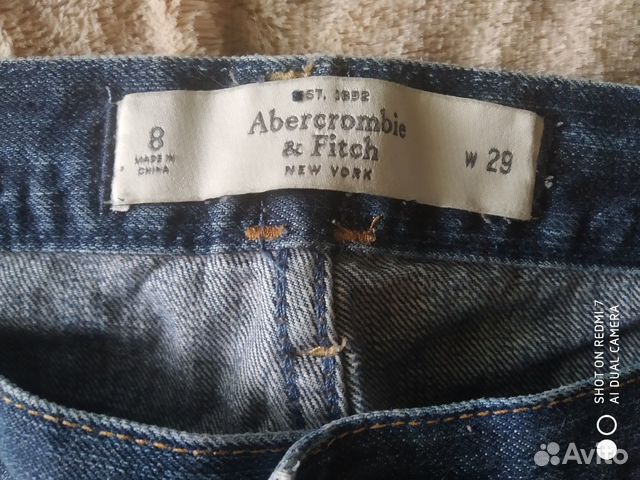 EST. 1892
Abercrombie
& Fitch
NEW YORK
8
MADE IN
CHINA
W 29
SHOT ON REDMI 7
AI DUAL CAMERA
Avito